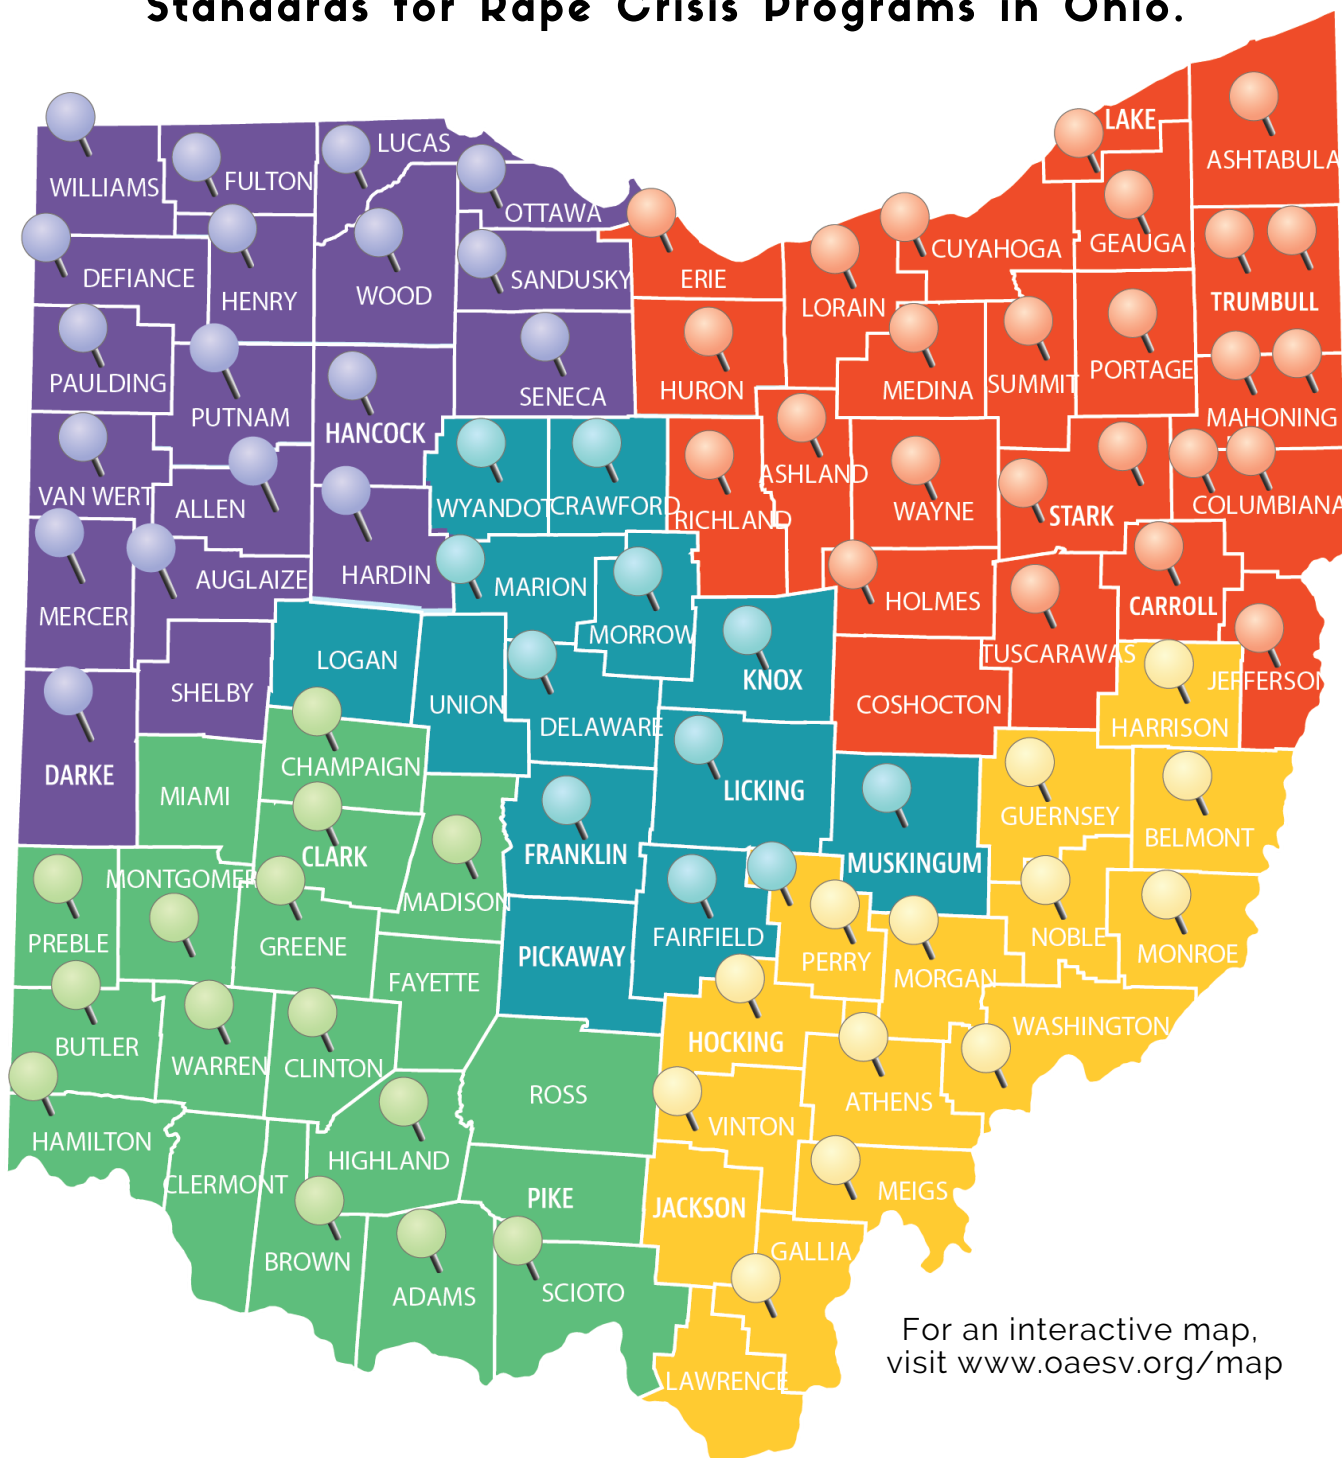 Standards for Rape Crisis Programs in Ohio.
LAKE
LUCAS
ASHTABULA
WILLIAMS
FULTON
OTTAWA
CUYAHOGA
GEAUGA
DEFIANCE
SANDUSKY
ERIE
HENRY
WOOD
LORAIN
TRUMBULL
PAULDING
HURON
MEDINA
SUMMIT
PORTAGE
PUTNAM
SENECA
MAHONING
HANCOCK
ASHLAND
VAN WERT
ALLEN
WYANDOT
CRAWFORD
RICHLAND
WAYNE
STARK
COLUMBIANA
AUGLAIZE
HARDIN
MARION
MERCER
HOLMES
CARROLL
MORROW
LOGAN
TUSCARAWAS
SHELBY
KNOX
JEFFERSON
UNION
COSHOCTON
DELAWARE
HARRISON
DARKE
CHAMPAIGN
MIAMI
LICKING
GUERNSEY
BELMONT
CLARK
FRANKLIN
MUSKINGUM
MONTGOMER
MADISON
PREBLE
GREENE
FAIRFIELD
NOBLE
PICKAWAY
PERRY
MONROE
FAYETTE
MORGAN
WASHINGTON
BUTLER
HOCKING
WARREN
CLINTON
ROSS
ATHENS
HAMILTON
VINTON
HIGHLAND
CLERMONT
PIKE
MEIGS
JACKSON
BROWN
GALLIA
ADAMS
SCIOTO
For an interactive map,
visit www.oaesv.org/map
LAWRENCE